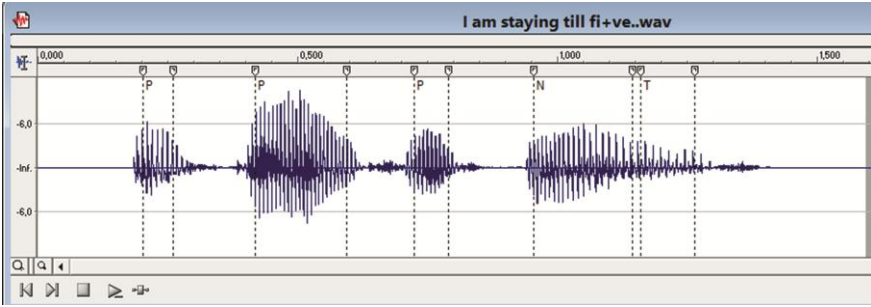 I am staying till fi+ve..wav
0,000 0,500 1,000 1,500
P P P N T
-6,0
-Inf.
-6,0